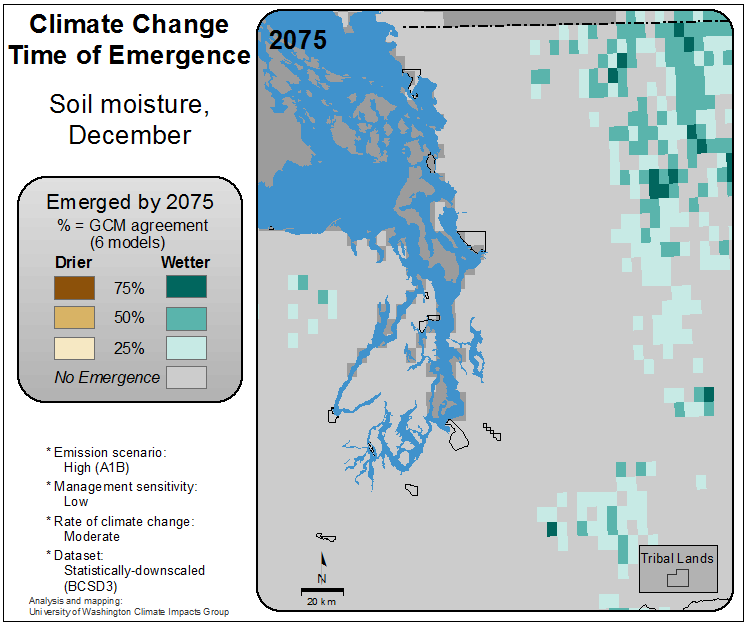 Climate Change
Time of Emergence
Soil moisture,
December
Emerged by 2075
% = GCM agreement
(6 models)
Drier Wetter
75%
50%
25%
No Emergence
* Emission scenario:
High (A1B)
* Management sensitivity:
Low
* Rate of climate change:
Moderate
* Dataset:
Statistically-downscaled
(BCSD3)
Analysis and mapping:
University of Washington Climate Impacts Group
2075
N
20 km
Tribal Lands